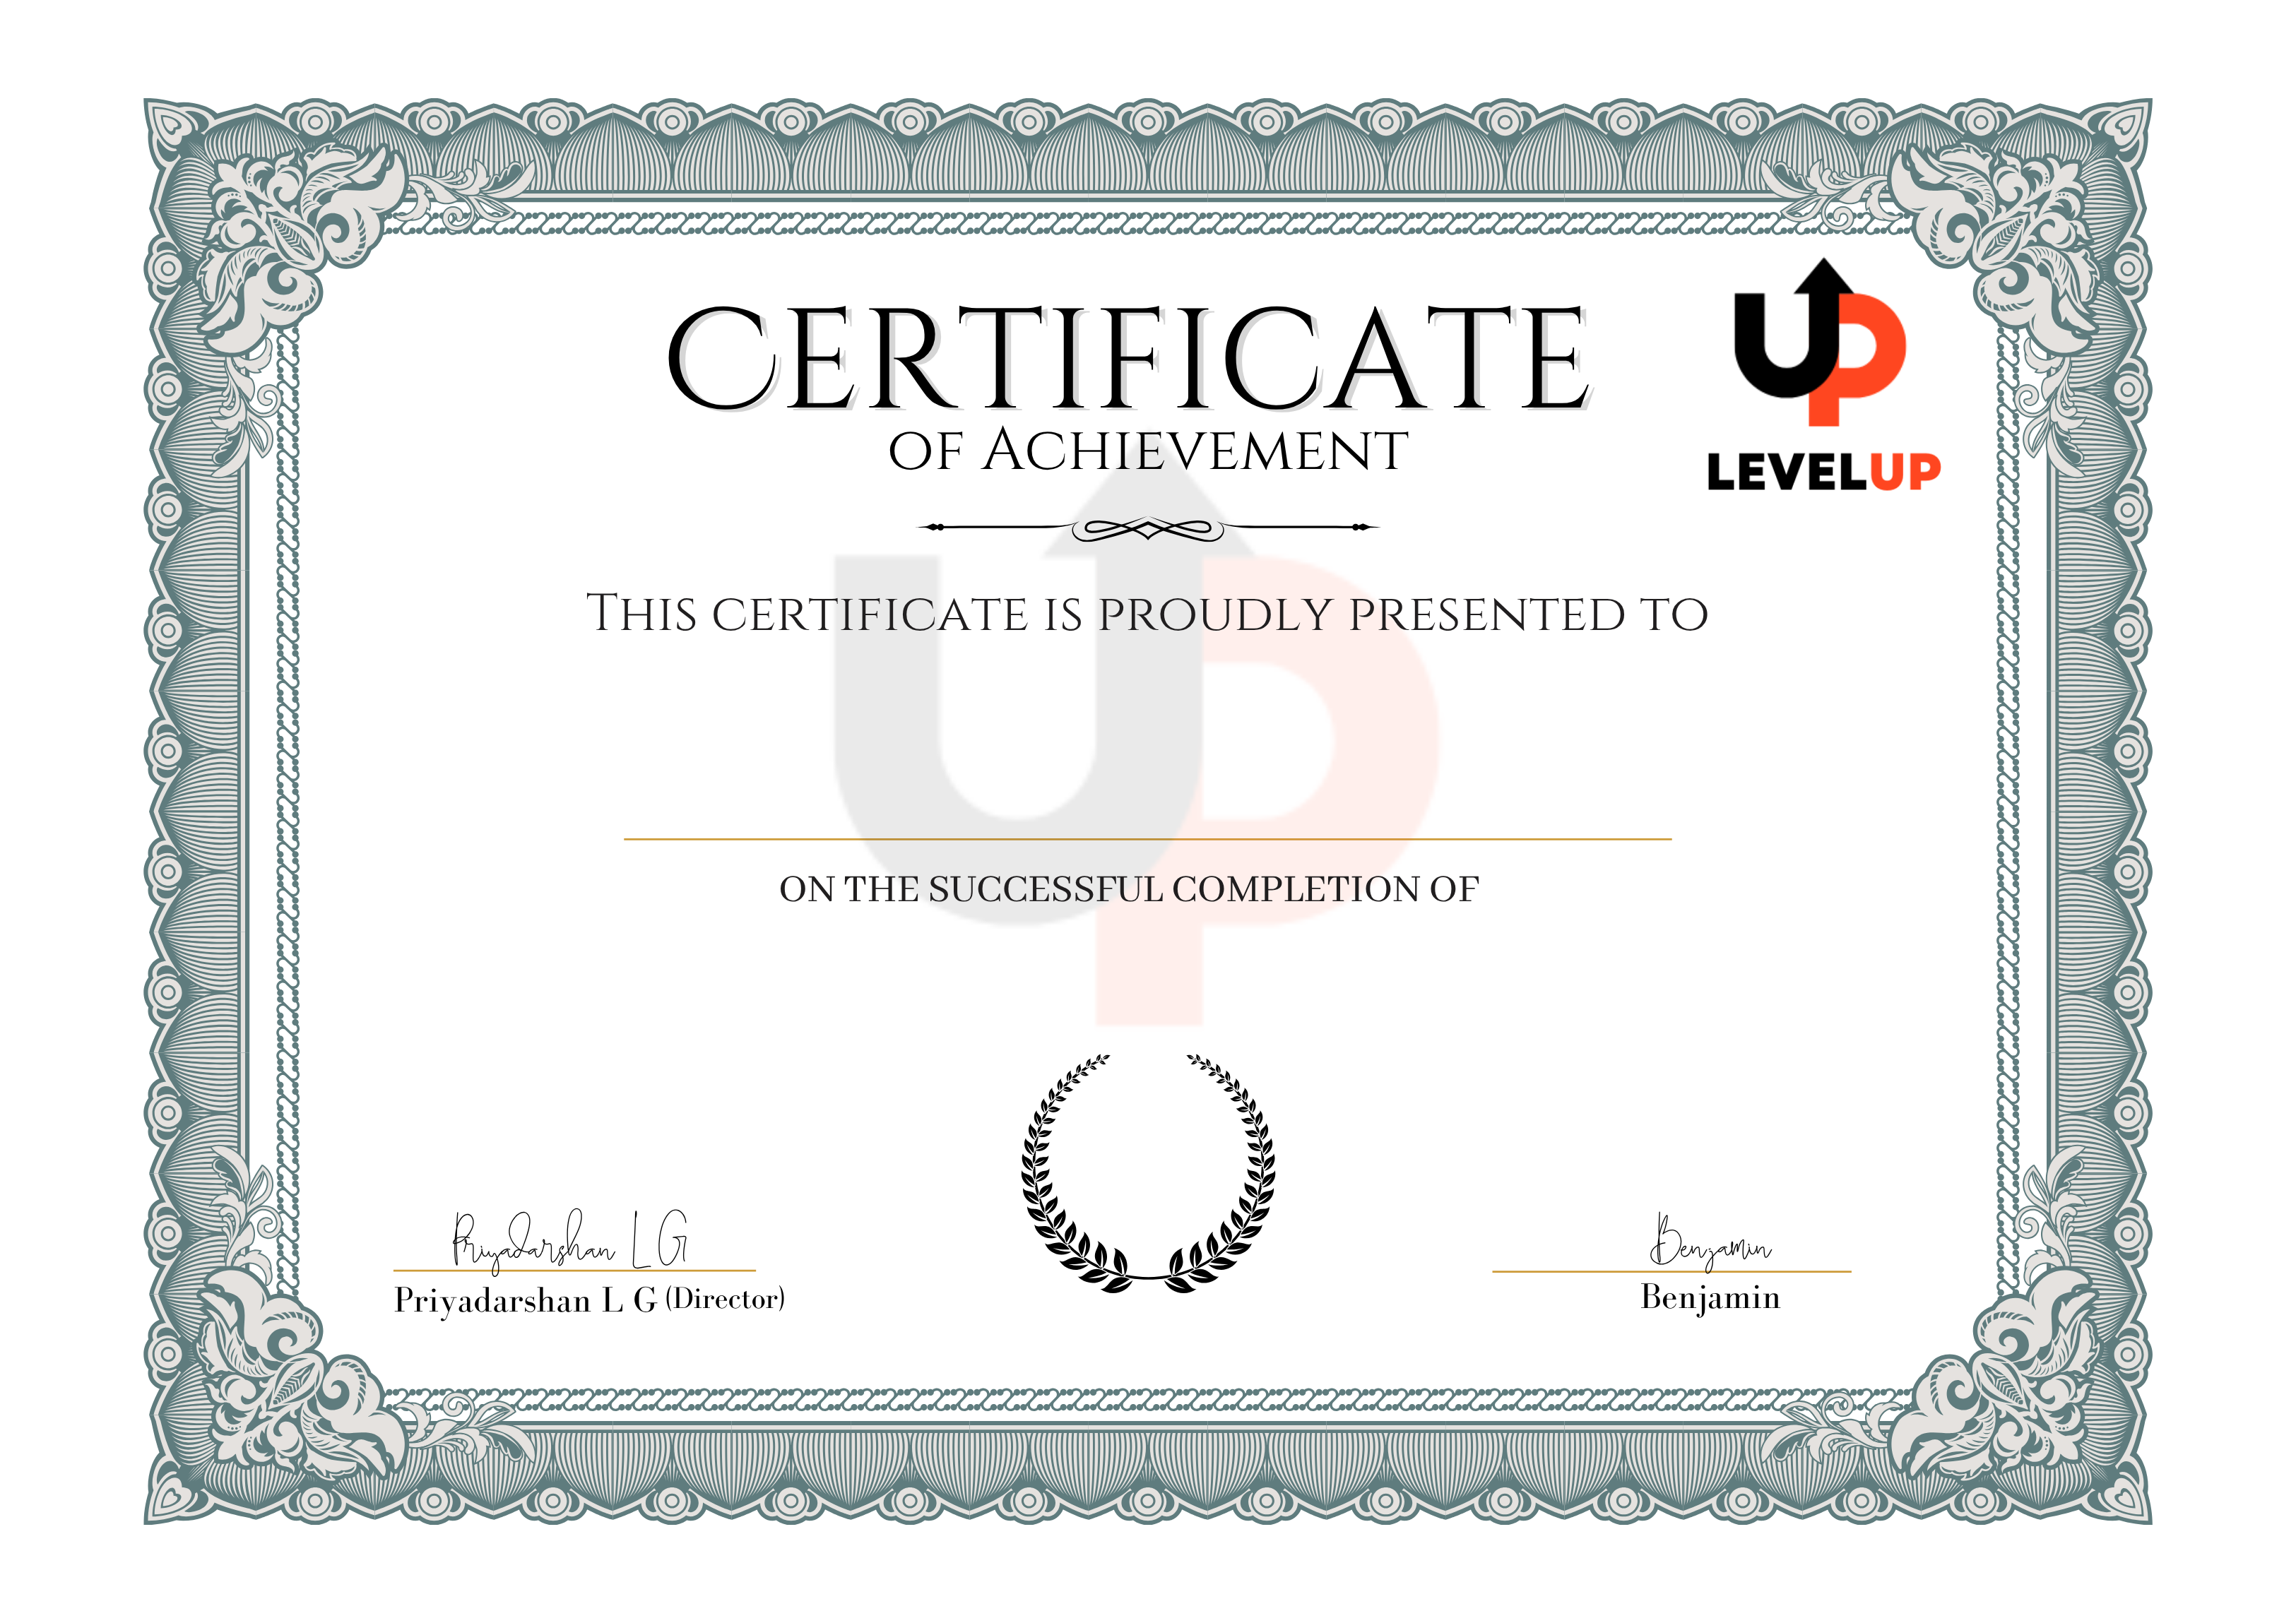 CERTIFICATE
OF ACHIEVEMENT
UP
LEVELUP
THIS CERTIFICATE IS PROUDLY PRESENTED TO
UP
ON THE SUCCESSFUL COMPLETION OF
Priyadarshan L G
Priyadarshan L G (Director)
Benjamin
Benjamin